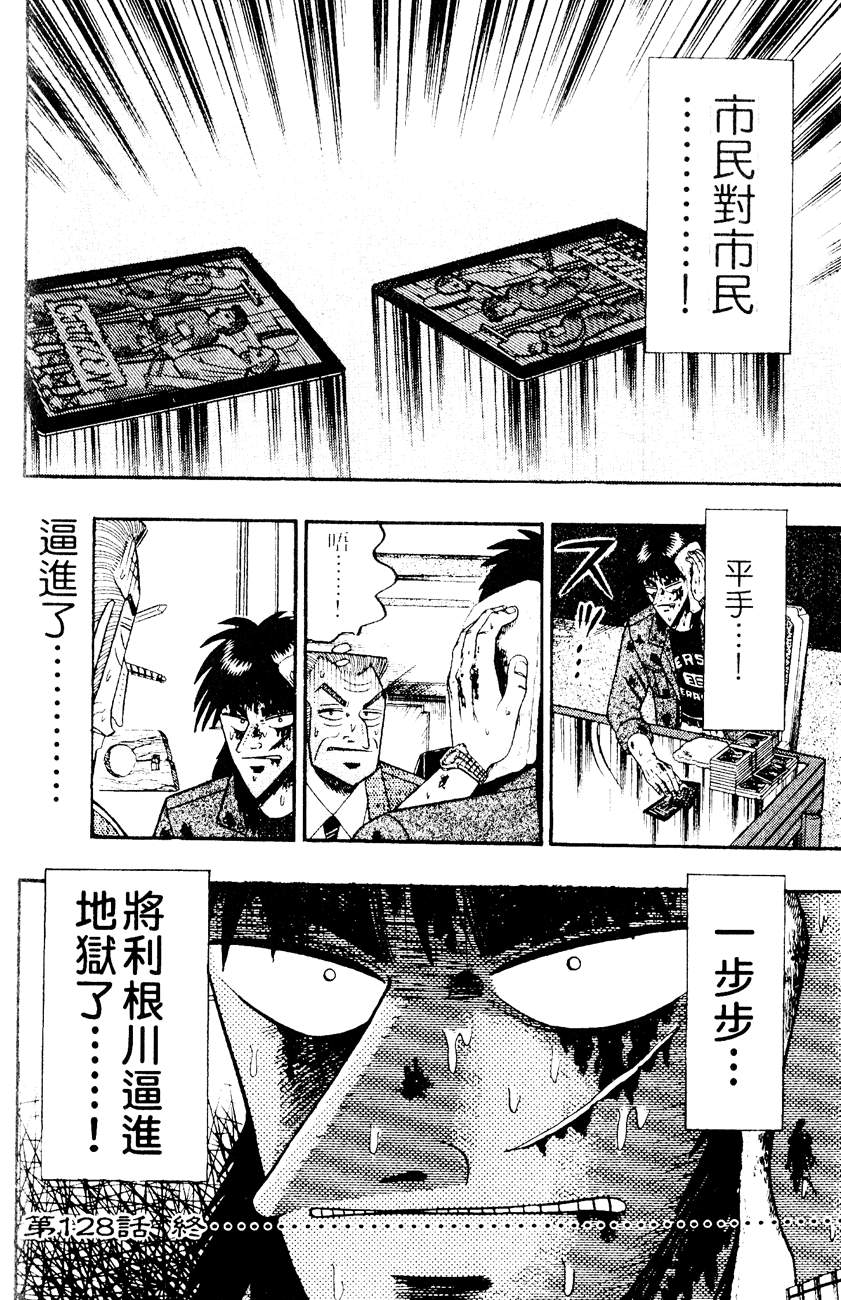 市民對市民
…………！
平手…！
ス
唔……！
逼進了…………
一步步…
將利根川逼進
地獄了……！
第128話 終